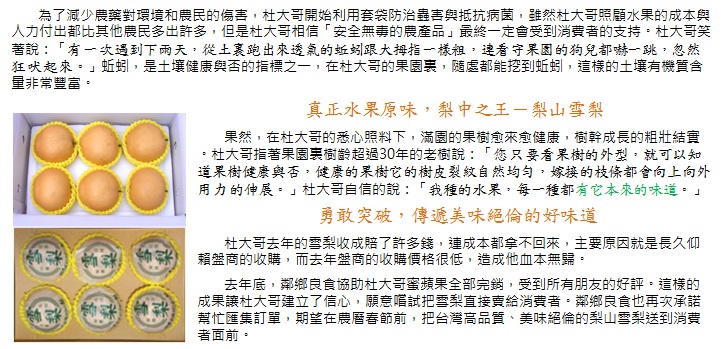 為了減少農藥對環境和農民的傷害，杜大哥開始利用套袋防治蟲害與抵抗病菌，雖然杜大哥照顧水果的成本與
人力付出都比其他農民多出許多，但是杜大哥相信「安全無毒的農產品」最終一定會受到消費者的支持。杜大哥笑
著說：「有一次遇到下雨天，從土裏跑出來透氣的蚯蚓跟大拇指一樣粗，連看守果園的狗兒都嚇一跳，忽然
狂吠起來。」蚯蚓，是土壤健康與否的指標之一，在杜大哥的果園裏，隨處都能挖到蚯蚓，這樣的土壤有機質含
量非常豐富。
真正水果原味，梨中之王－梨山雪梨
果然，在杜大哥的悉心照料下，滿園的果樹愈來愈健康，樹幹成長的粗壯結實
。杜大哥指著果園裏樹齡超過30年的老樹說：「您只要看果樹的外型，就可以知
道果樹健康與否，健康的果樹它的樹皮裂紋自然均勻，嫁接的枝條都會向上向外
用力的伸展。」杜大哥自信的說：「我種的水果，每一種都有它本來的味道。」
勇敢突破，傳遞美味絕倫的好味道
杜大哥去年的雪梨收成賠了許多錢，連成本都拿不回來，主要原因就是長久仰
賴盤商的收購，而去年盤商的收購價格很低，造成他血本無歸。
去年底，鄰鄉良食協助杜大哥蜜蘋果全部完銷，受到所有朋友的好評。這樣的
成果讓杜大哥建立了信心，願意嚐試把雪梨直接賣給消費者。鄰鄉良食也再次承諾
幫忙匯集訂單，期望在農曆春節前，把台灣高品質、美味絕倫的梨山雪梨送到消費
者面前。
雪梨
雪梨
雪梨
雪梨
雪梨
雪梨